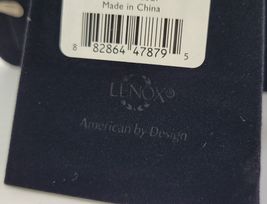 Made in China
8 82864 47879 5
LENOX®
American by Design